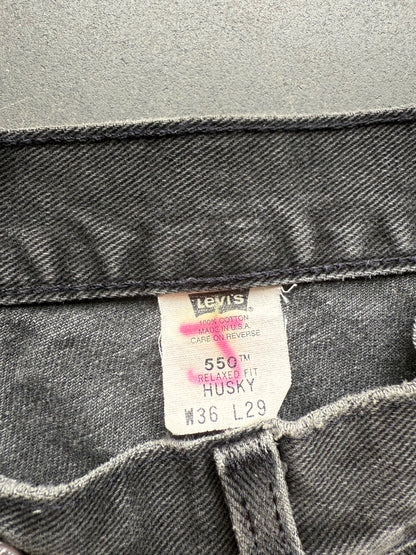 Levi's
100% COTTON
MADE IN U.S.A.
CARE ON REVERSE
550™
RELAXED FIT
HUSKY
W36 L29